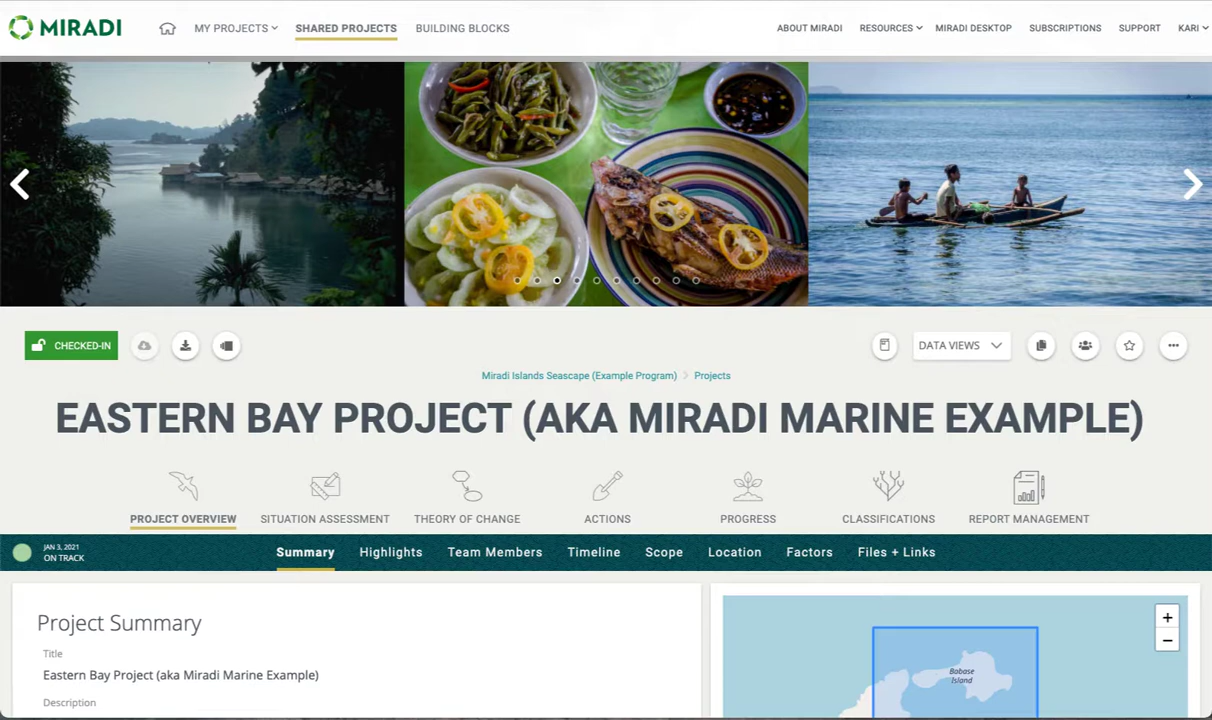 MIRADI
MY PROJECTS
SHARED PROJECTS
BUILDING BLOCKS
ABOUT MIRADI
RESOURCES
MIRADI DESKTOP
SUBSCRIPTIONS
SUPPORT
KARI
CHECKED-IN
DATA VIEWS
Miradi Islands Seascape (Example Program) > Projects
EASTERN BAY PROJECT (AKA MIRADI MARINE EXAMPLE)
PROJECT OVERVIEW
SITUATION ASSESSMENT
THEORY OF CHANGE
ACTIONS
PROGRESS
CLASSIFICATIONS
REPORT MANAGEMENT
JAN 3, 2021
ON TRACK
Summary
Highlights
Team Members
Timeline
Scope
Location
Factors
Files + Links
Project Summary
Title
Eastern Bay Project (aka Miradi Marine Example)
Description
+
−
Babase
Island